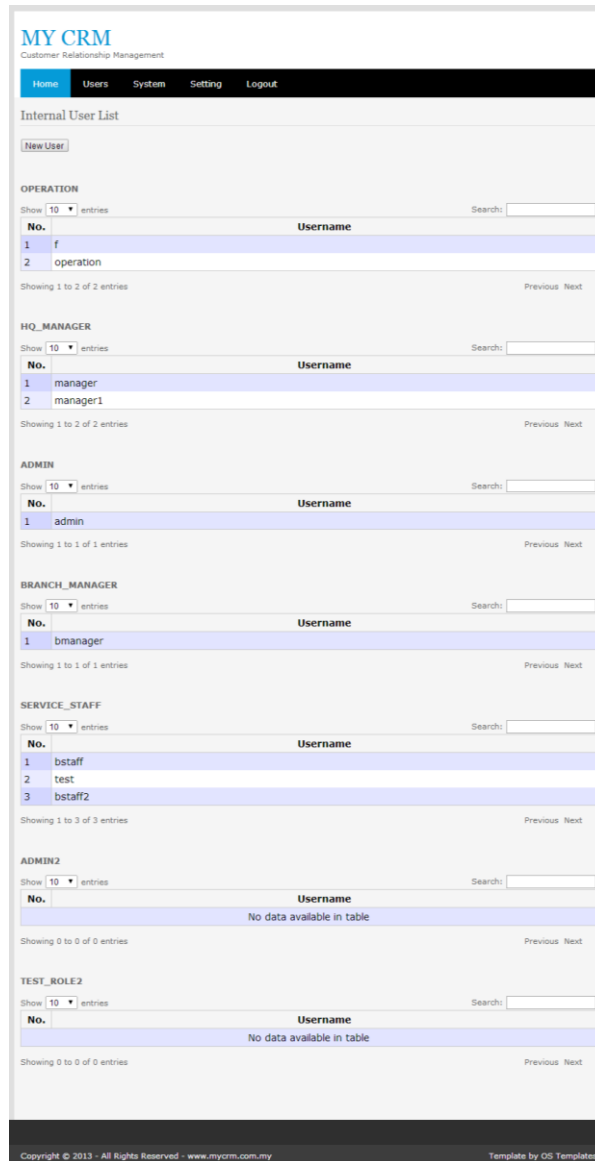 MY CRM
Customer Relationship Management
Home Users System Setting Logout
Internal User List
New User
OPERATION
Show 10 entries Search:
No. Username
1 f
2 operation
Showing 1 to 2 of 2 entries Previous Next
HQ_MANAGER
Show 10 entries Search:
No. Username
1 manager
2 manager1
Showing 1 to 2 of 2 entries Previous Next
ADMIN
Show 10 entries Search:
No. Username
1 admin
Showing 1 to 1 of 1 entries Previous Next
BRANCH_MANAGER
Show 10 entries Search:
No. Username
1 bmanager
Showing 1 to 1 of 1 entries Previous Next
SERVICE_STAFF
Show 10 entries Search:
No. Username
1 bstaff
2 test
3 bstaff2
Showing 1 to 3 of 3 entries Previous Next
ADMIN2
Show 10 entries Search:
No. Username
No data available in table
Showing 0 to 0 of 0 entries Previous Next
TEST_ROLE2
Show 10 entries Search:
No. Username
No data available in table
Showing 0 to 0 of 0 entries Previous Next
Copyright © 2013 - All Rights Reserved - www.mycrm.com.my Template by OS Templates